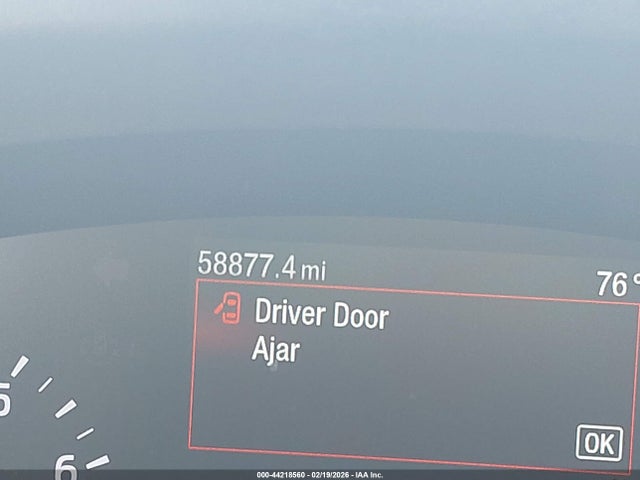 58877.4 mi
76°
Driver Door
Ajar
5
6
OK
000-44218560 - 02/19/2026 - IAA Inc.